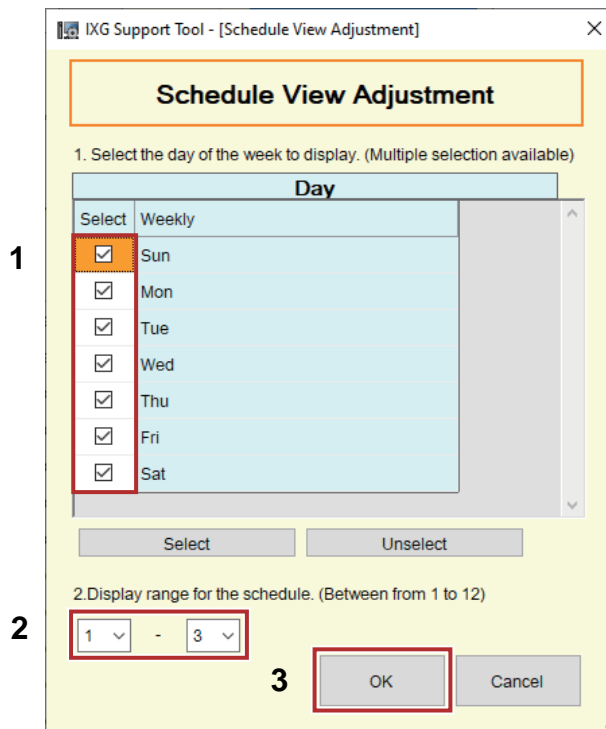 IXG Support Tool - [Schedule View Adjustment]
Schedule View Adjustment
1. Select the day of the week to display. (Multiple selection available)
Day
Select Weekly
1
Sun
Mon
Tue
Wed
Thu
Fri
Sat
Select Unselect
2.Display range for the schedule. (Between from 1 to 12)
2 1 - 3
3 OK Cancel